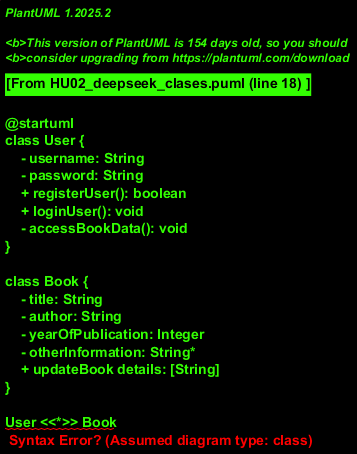 PlantUML 1.2025.2
<b>This version of PlantUML is 154 days old, so you should
<b>consider upgrading from https://plantuml.com/download
[From HU02_deepseek_clases.puml (line 18) ]
@startuml
class User {
- username: String
- password: String
+ registerUser(): boolean
+ loginUser(): void
- accessBookData(): void
}
class Book {
- title: String
- author: String
- yearOfPublication: Integer
- otherInformation: String*
+ updateBook details: [String]
}
User <<*>> Book
Syntax Error? (Assumed diagram type: class)